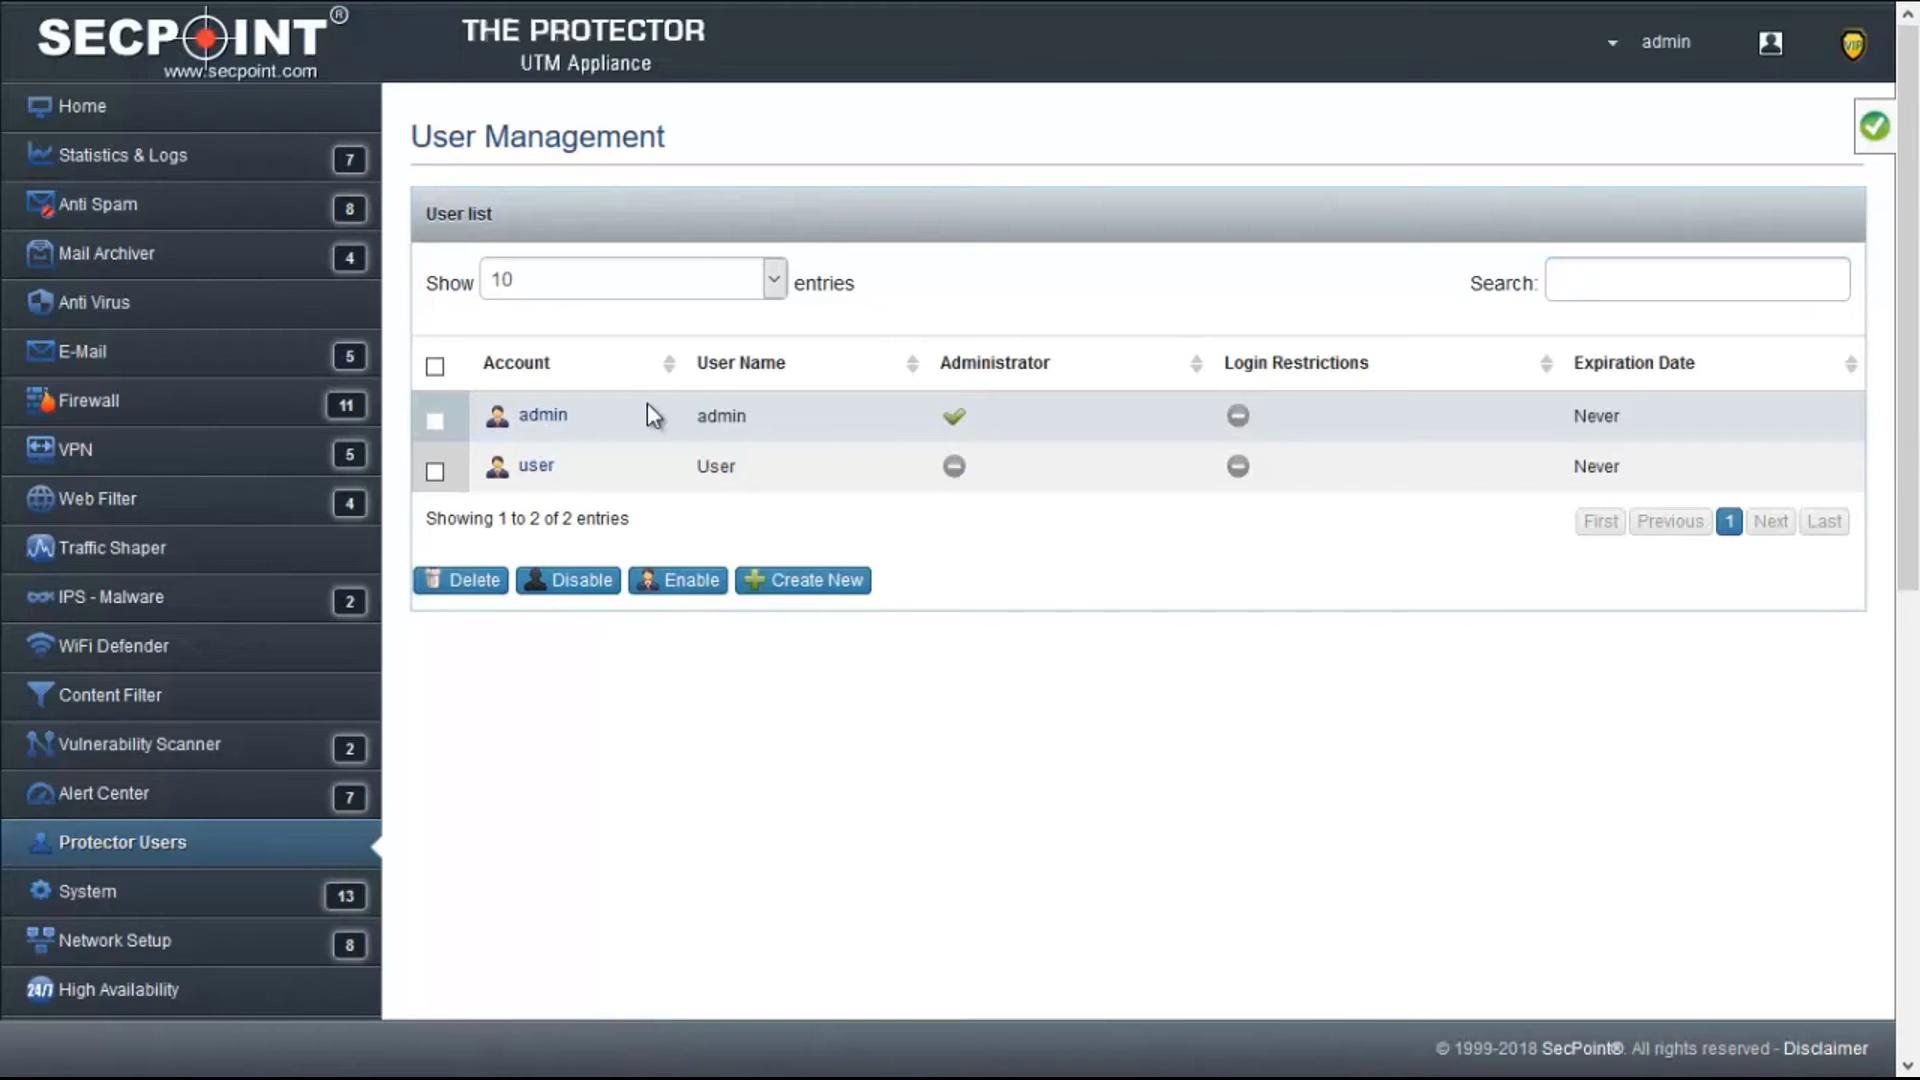 SECPOINT®
www.secpoint.com
THE PROTECTOR
UTM Appliance
admin
VIP
Home
Statistics & Logs 7
Anti Spam 8
Mail Archiver 4
Anti Virus
E-Mail 5
Firewall 11
VPN 5
Web Filter 4
Traffic Shaper
IPS - Malware 2
WiFi Defender
Content Filter
Vulnerability Scanner 2
Alert Center 7
Protector Users
System 13
Network Setup 8
24/7 High Availability
User Management
User list
Show 10 entries Search:
Account User Name Administrator Login Restrictions Expiration Date
admin admin Never
user User Never
Showing 1 to 2 of 2 entries First Previous 1 Next Last
Delete Disable Enable Create New
© 1999-2018 SecPoint®. All rights reserved - Disclaimer